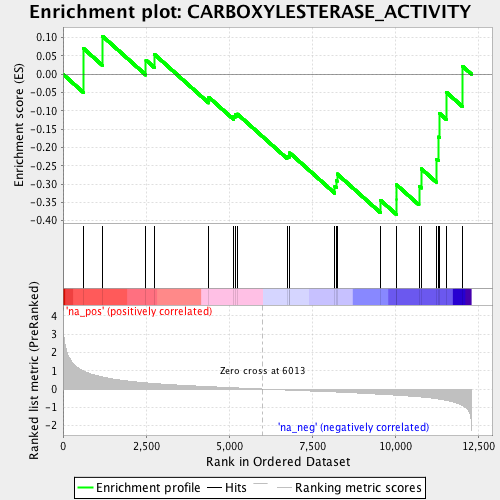 Enrichment plot: CARBOXYLESTERASE_ACTIVITY
Enrichment score (ES)
0.10
0.05
0.00
-0.05
-0.10
-0.15
-0.20
-0.25
-0.30
-0.35
-0.40
'na_pos' (positively correlated)
Ranked list metric (PreRanked)
4
3
2
1
0
-1
-2
Zero cross at 6013
'na_neg' (negatively correlated)
0
2,500
5,000
7,500
10,000
12,500
Rank in Ordered Dataset
Enrichment profile
Hits
Ranking metric scores